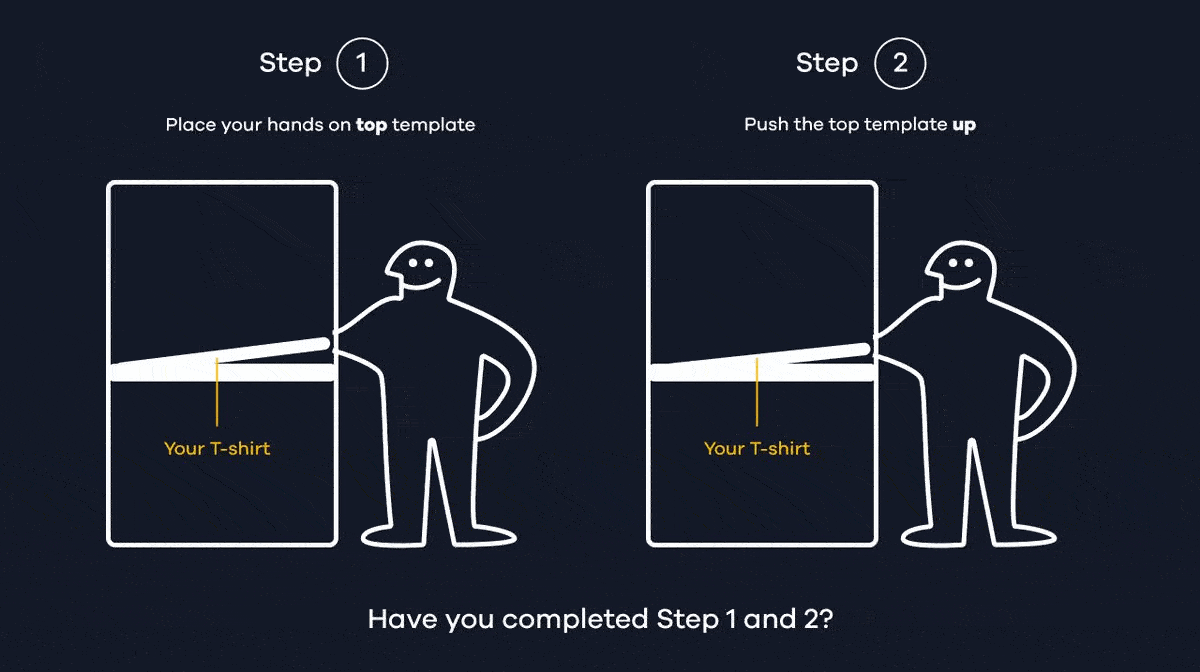 Step 1
Place your hands on top template
Your T-shirt
Step 2
Push the top template up
Your T-shirt
Have you completed Step 1 and 2?